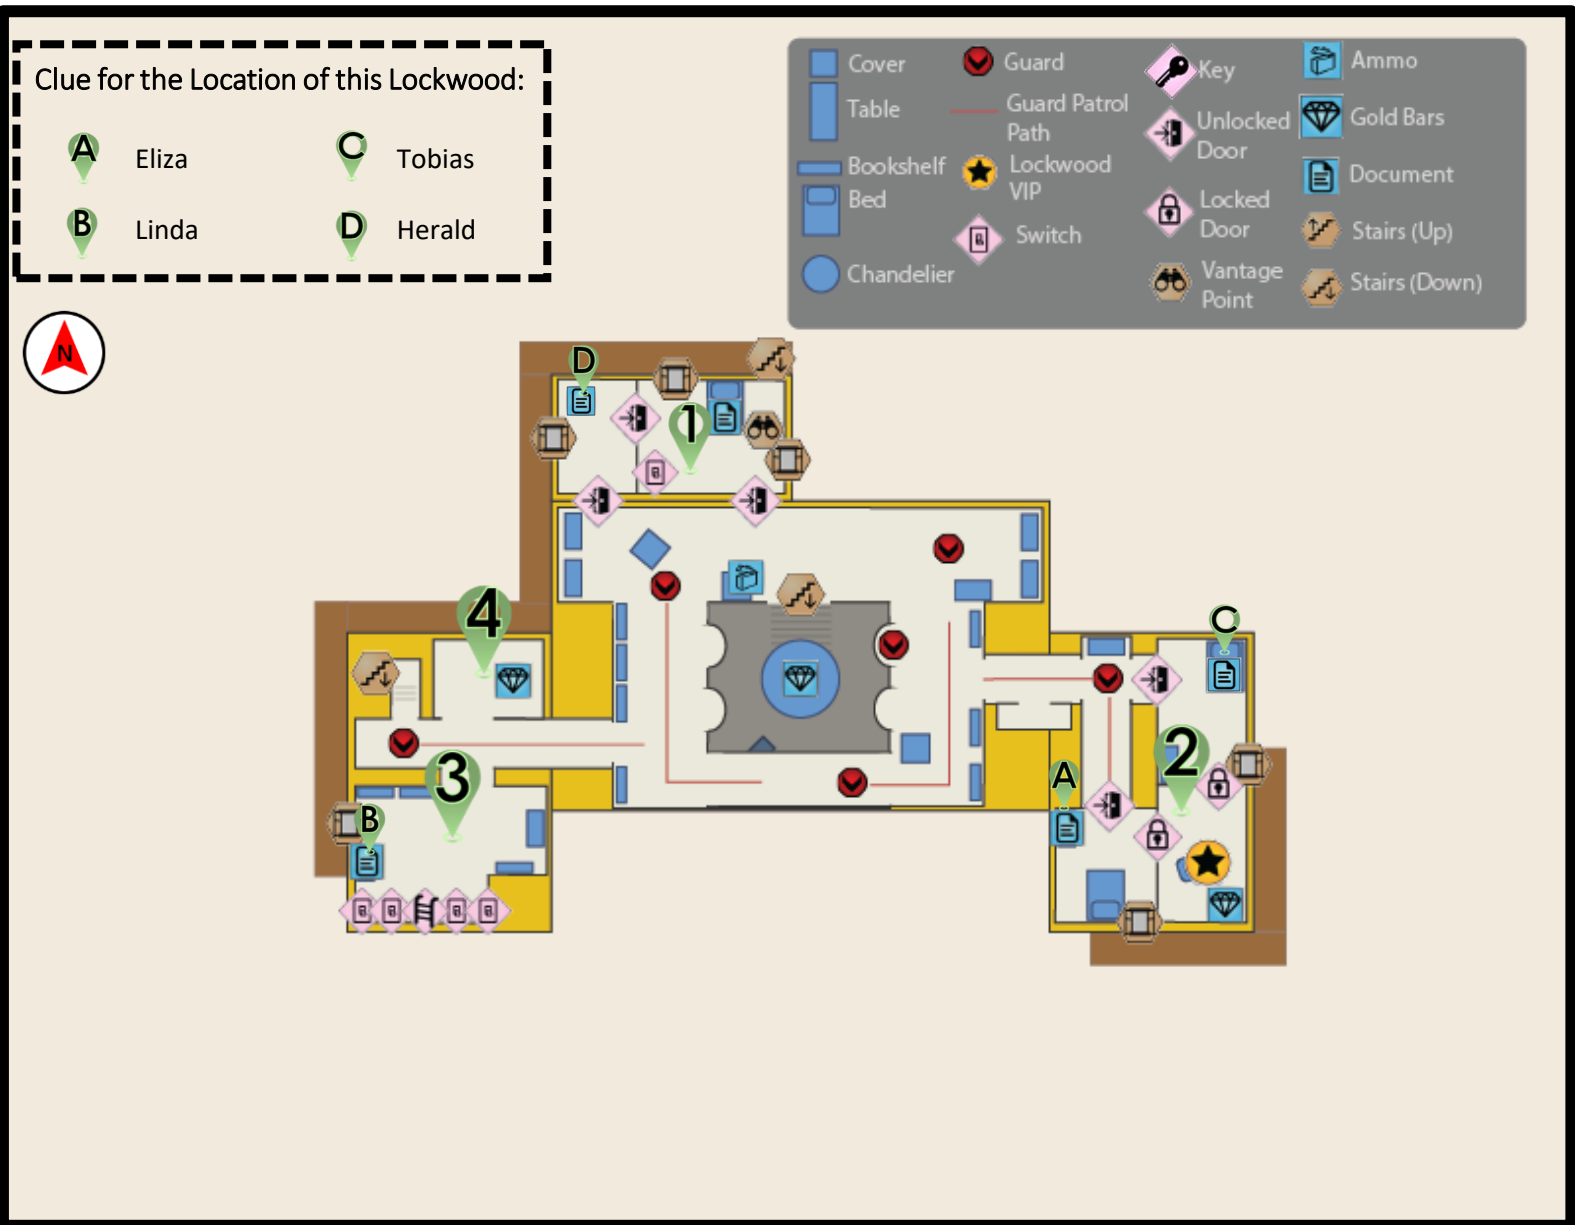 Clue for the Location of this Lockwood:
A Eliza
C Tobias
B Linda
D Herald
Cover
Table
Bookshelf
Bed
Chandelier
Guard
Guard Patrol
Path
Lockwood
VIP
Switch
Key
Unlocked
Door
Locked
Door
Vantage
Point
Ammo
Gold Bars
Document
Stairs (Up)
Stairs (Down)
N
D
1
4
C
2
A
3
B